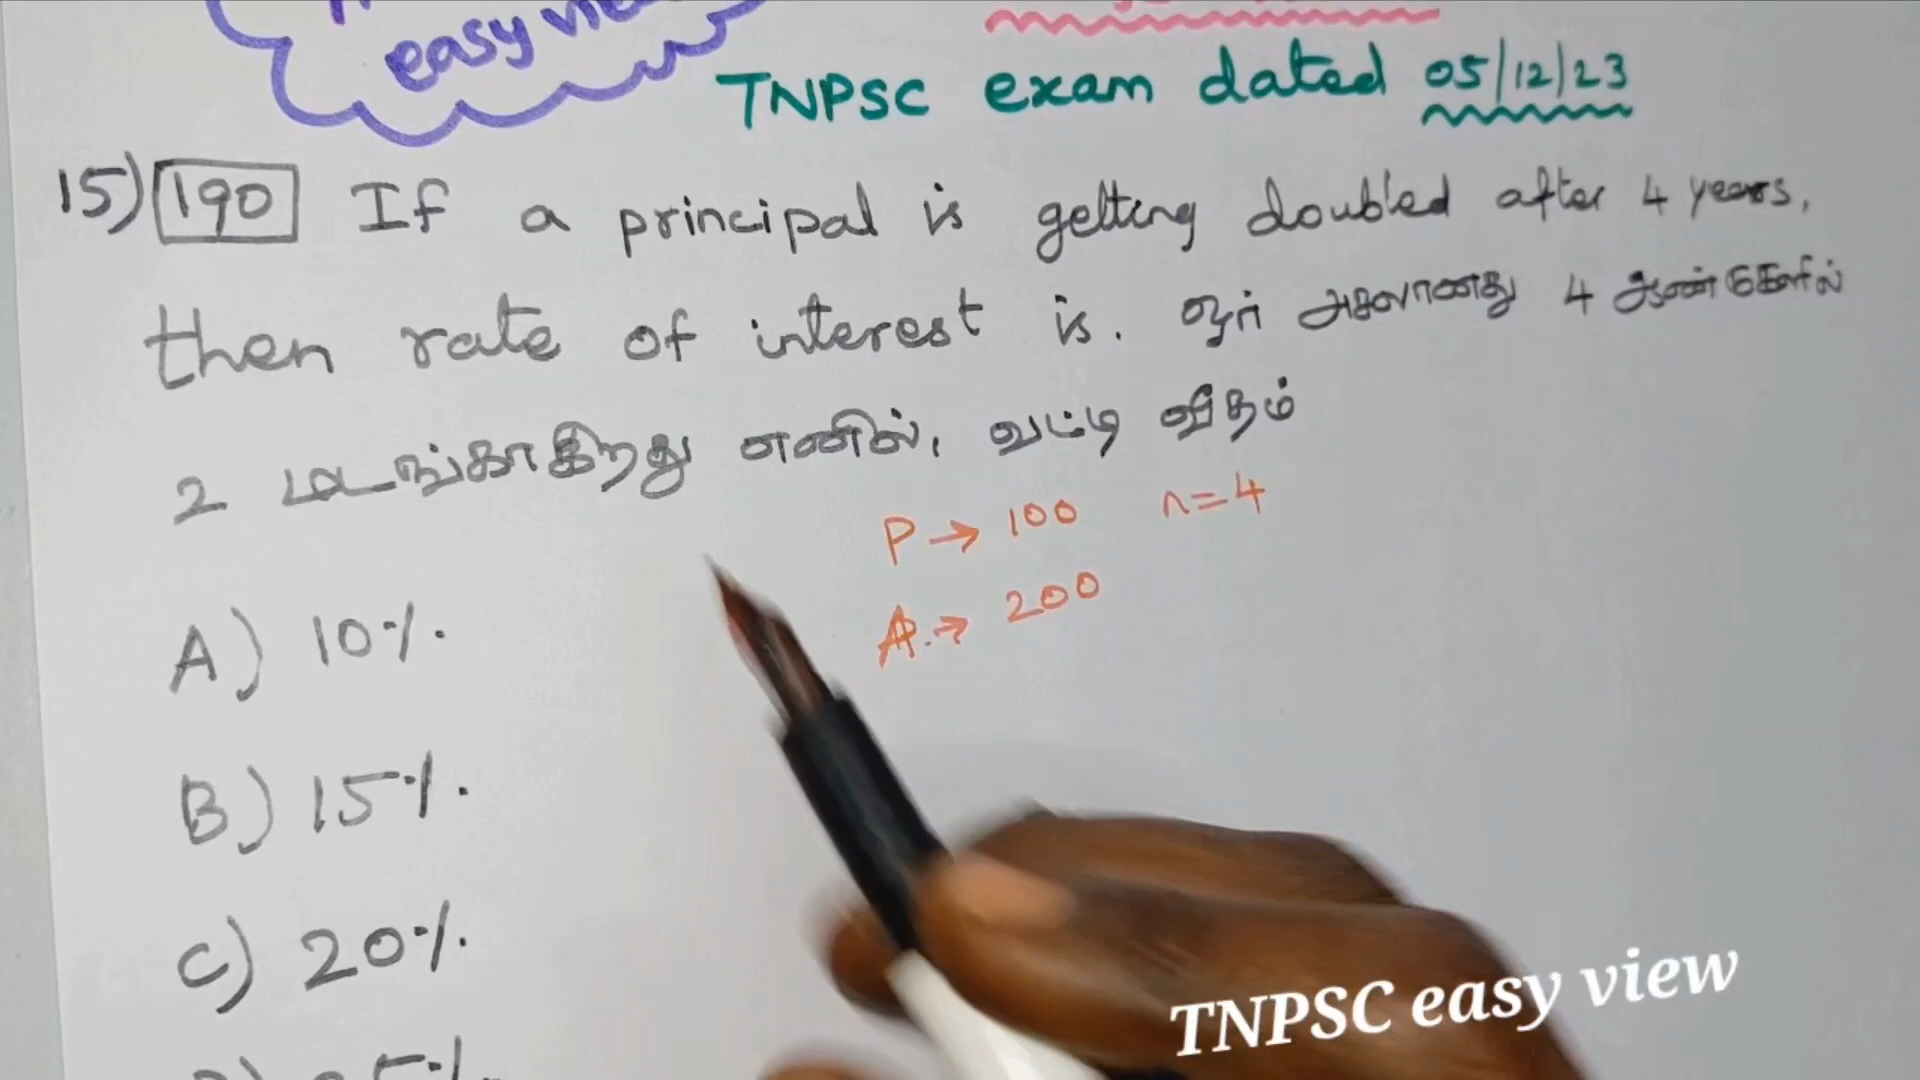 easy view
TNPSC exam dated 05/12/23
15) 190 If a principal is getting doubled after 4 years,
then rate of interest is. ஓர் அசலானது 4 ஆண்டுகளில்
2 மடங்காகிறது எனில், வட்டி வீதம்
P → 100 n=4
A → 200
A) 10%.
B) 15%.
C) 20%.
TNPSC easy view